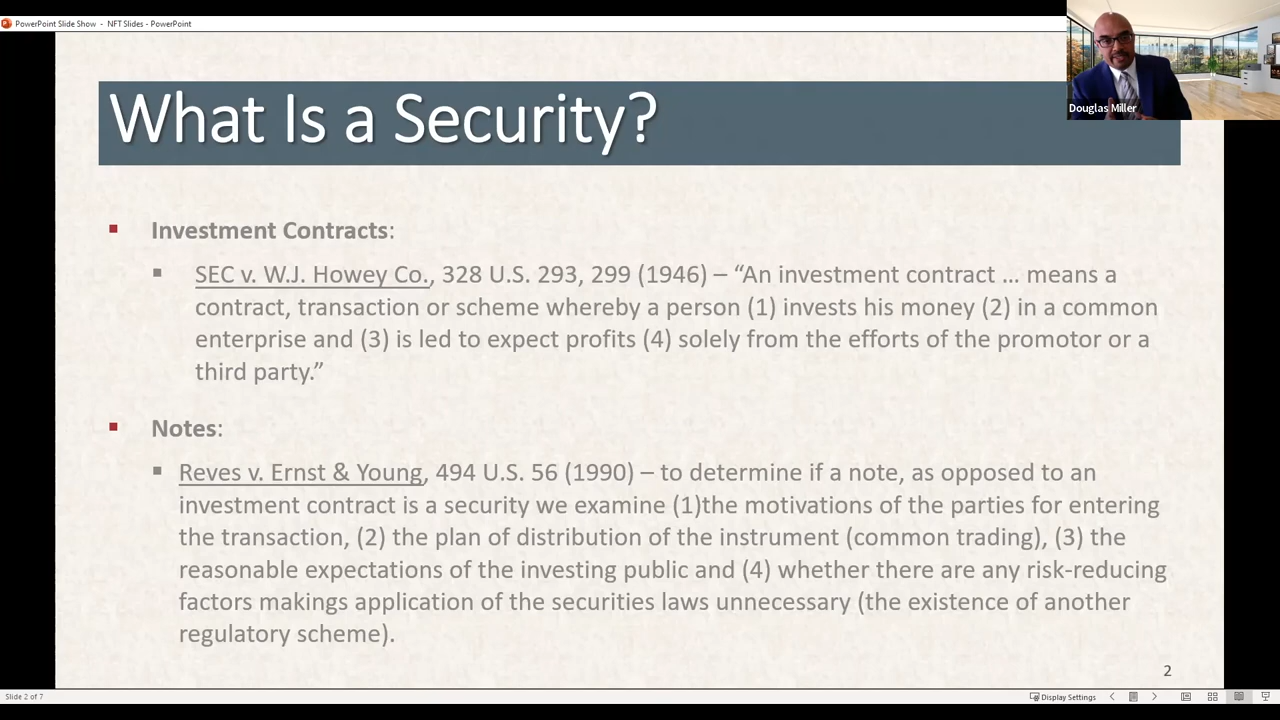 PowerPoint Slide Show - NFT Slides - PowerPoint
Douglas Miller
What Is a Security?
Investment Contracts:
SEC v. W.J. Howey Co., 328 U.S. 293, 299 (1946) – “An investment contract ... means a
contract, transaction or scheme whereby a person (1) invests his money (2) in a common
enterprise and (3) is led to expect profits (4) solely from the efforts of the promotor or a
third party.”
Notes:
Reves v. Ernst & Young, 494 U.S. 56 (1990) – to determine if a note, as opposed to an
investment contract is a security we examine (1)the motivations of the parties for entering
the transaction, (2) the plan of distribution of the instrument (common trading), (3) the
reasonable expectations of the investing public and (4) whether there are any risk-reducing
factors makings application of the securities laws unnecessary (the existence of another
regulatory scheme).
2
Slide 2 of 7
Display Settings